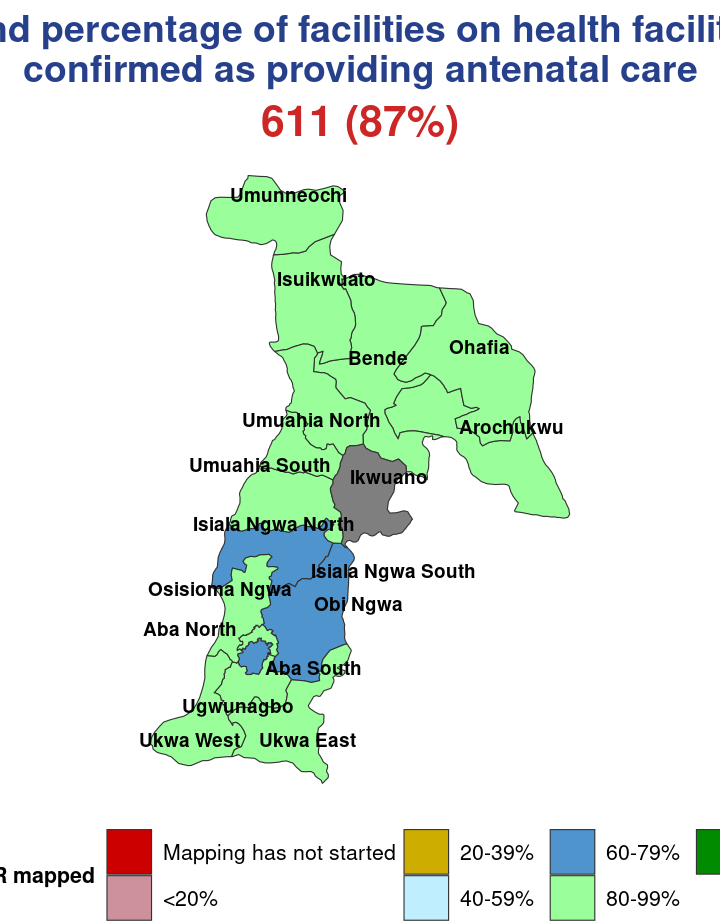 nd percentage of facilities on health facilit
confirmed as providing antenatal care
611 (87%)
Umunneochi
Isuikwuato
Ohafia
Bende
Umuahia North
Arochukwu
Umuahia South
Ikwuano
Isiala Ngwa North
Isiala Ngwa South
Osisioma Ngwa
Obi Ngwa
Aba North
Aba South
Ugwunagbo
Ukwa West
Ukwa East
R mapped
Mapping has not started
20-39%
60-79%
<20%
40-59%
80-99%